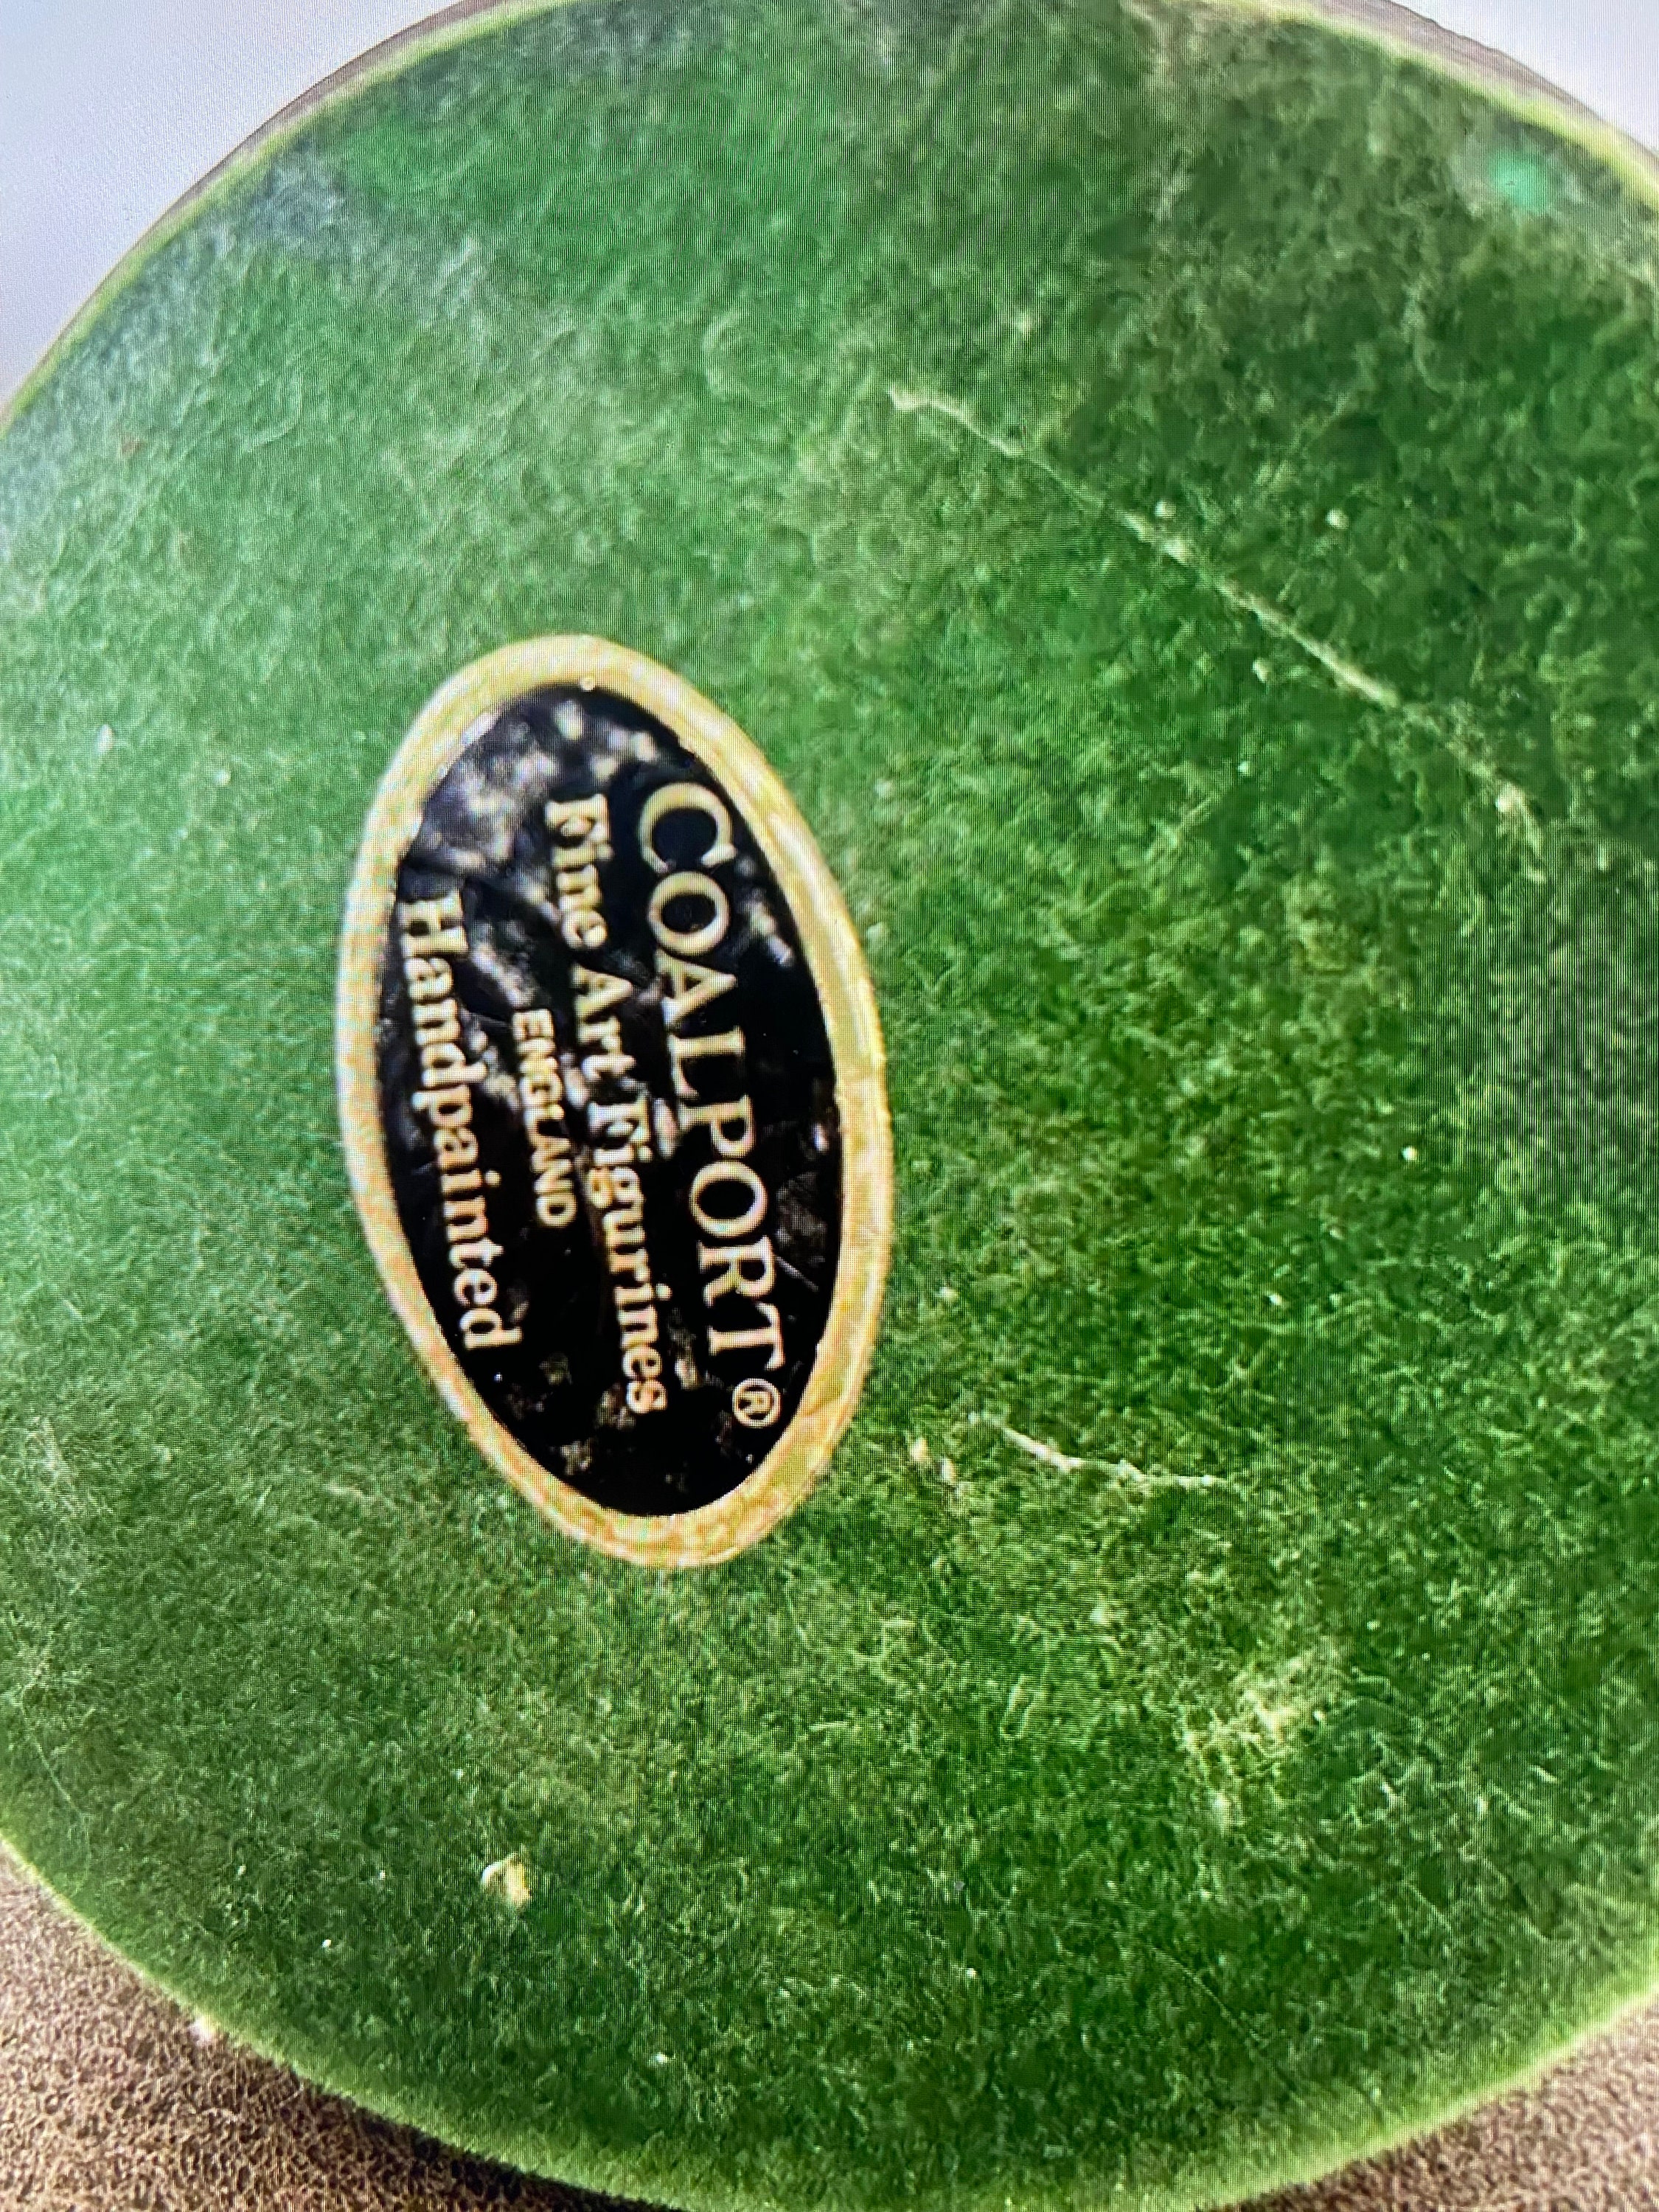 COALPORT®
Fine Art Figurines
ENGLAND
Handpainted